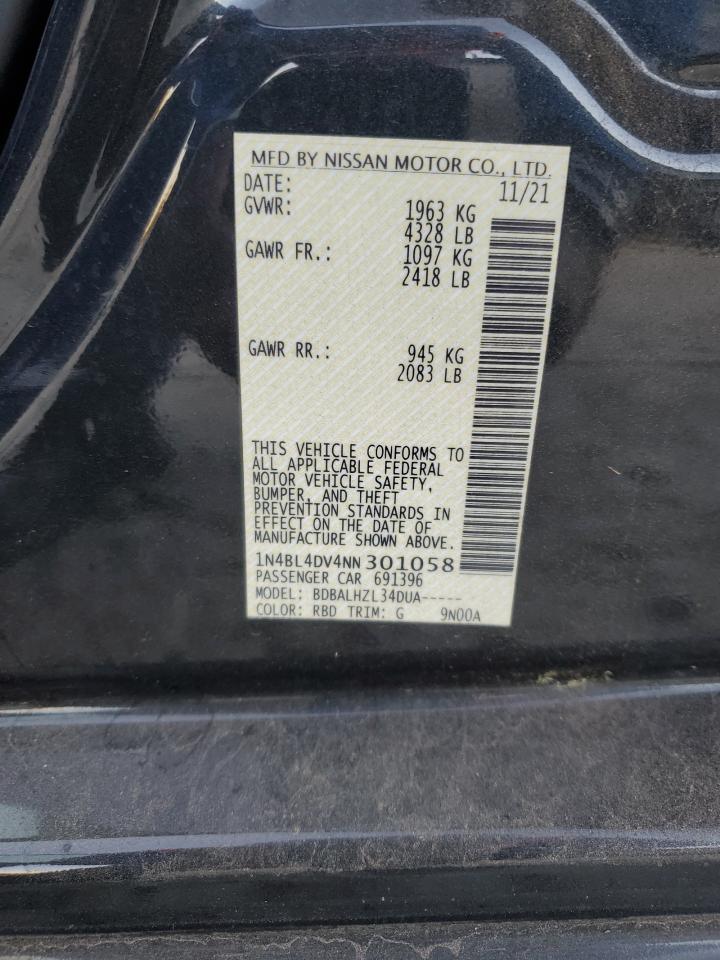 MFD BY NISSAN MOTOR CO., LTD.
DATE: 11/21
GVWR: 1963 KG
4328 LB
GAWR FR.: 1097 KG
2418 LB
GAWR RR.: 945 KG
2083 LB
THIS VEHICLE CONFORMS TO
ALL APPLICABLE FEDERAL
MOTOR VEHICLE SAFETY,
BUMPER, AND THEFT
PREVENTION STANDARDS IN
EFFECT ON THE DATE OF
MANUFACTURE SHOWN ABOVE.
1N4BL4DV4NN301058
PASSENGER CAR 691396
MODEL: BDBALHZL34DUA-----
COLOR: RBD TRIM: G 9N00A